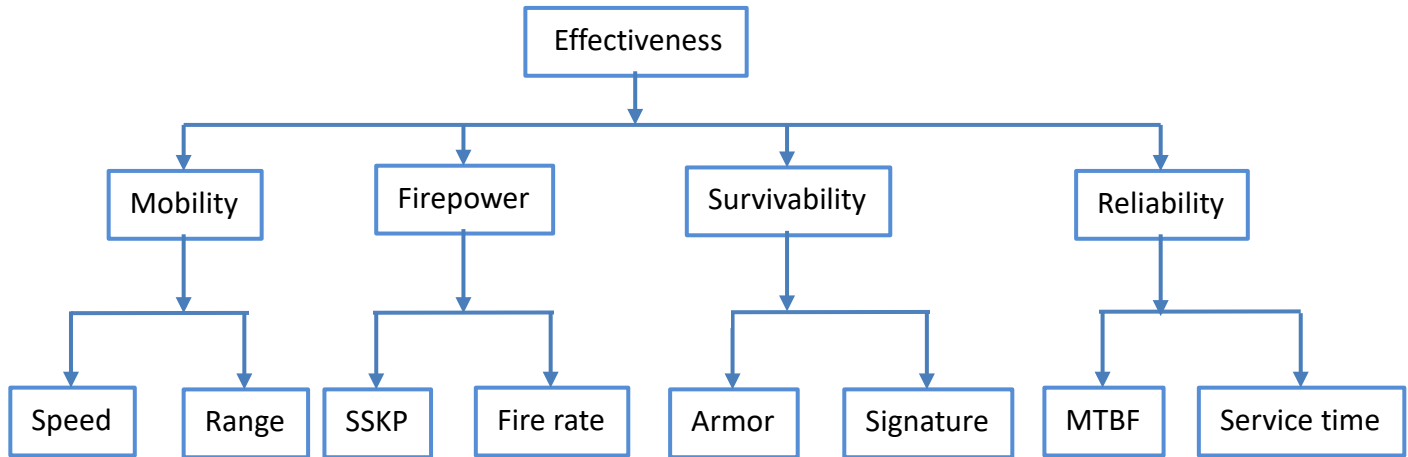 Effectiveness
Mobility
Firepower
Survivability
Reliability
Speed
Range
SSKP
Fire rate
Armor
Signature
MTBF
Service time